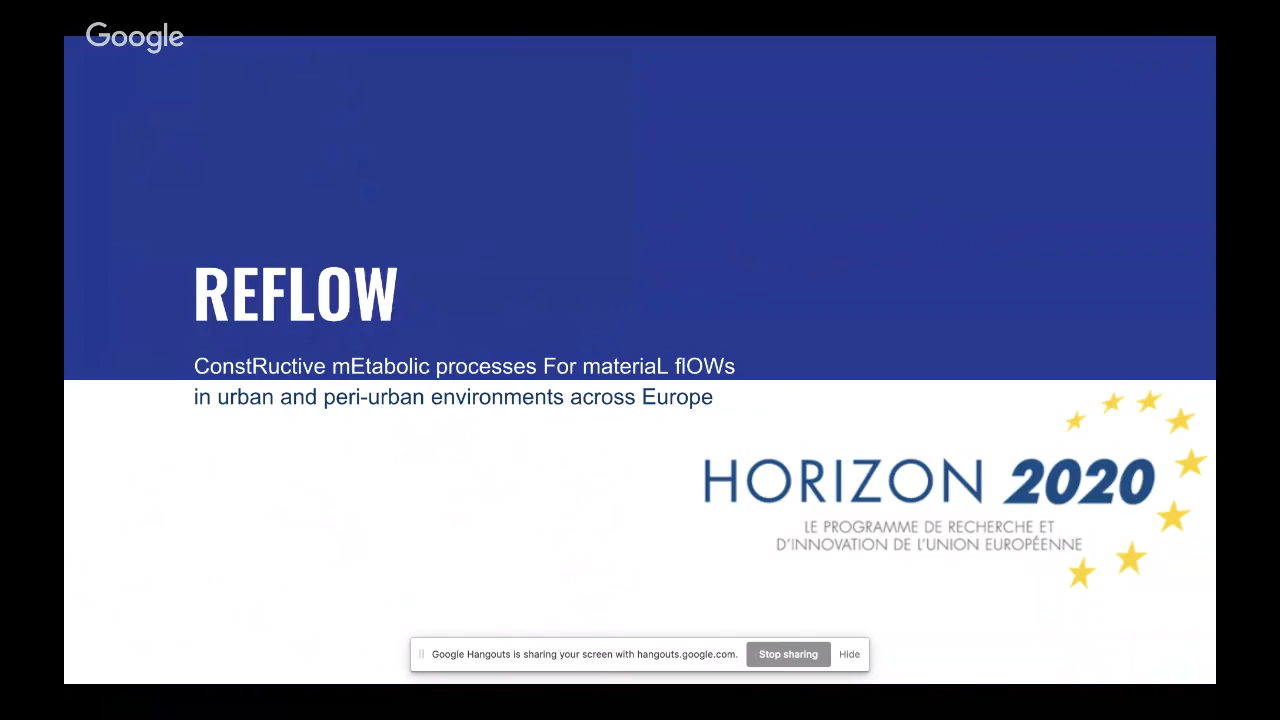 Google
REFLOW
ConstRuctive mEtabolic processes For materiaL flOWs
in urban and peri-urban environments across Europe
HORIZON 2020
LE PROGRAMME DE RECHERCHE ET
D'INNOVATION DE L'UNION EUROPÉENNE
Google Hangouts is sharing your screen with hangouts.google.com. Stop sharing Hide